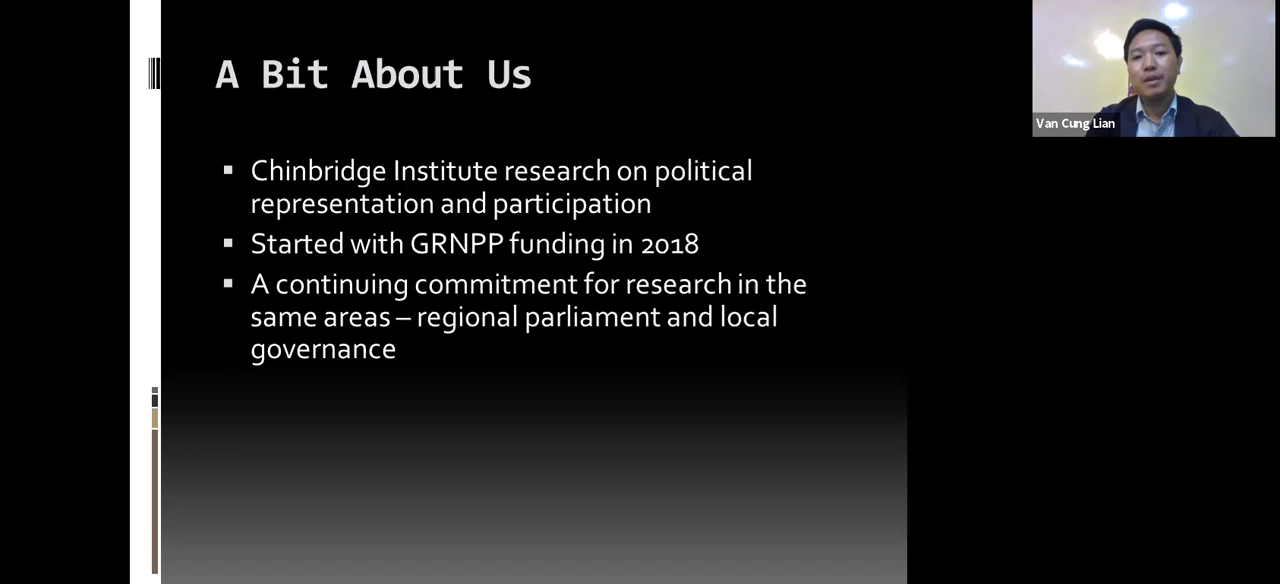 A Bit About Us
Chinbridge Institute research on political
representation and participation
Started with GRNPP funding in 2018
A continuing commitment for research in the
same areas – regional parliament and local
governance
Van Cung Lian